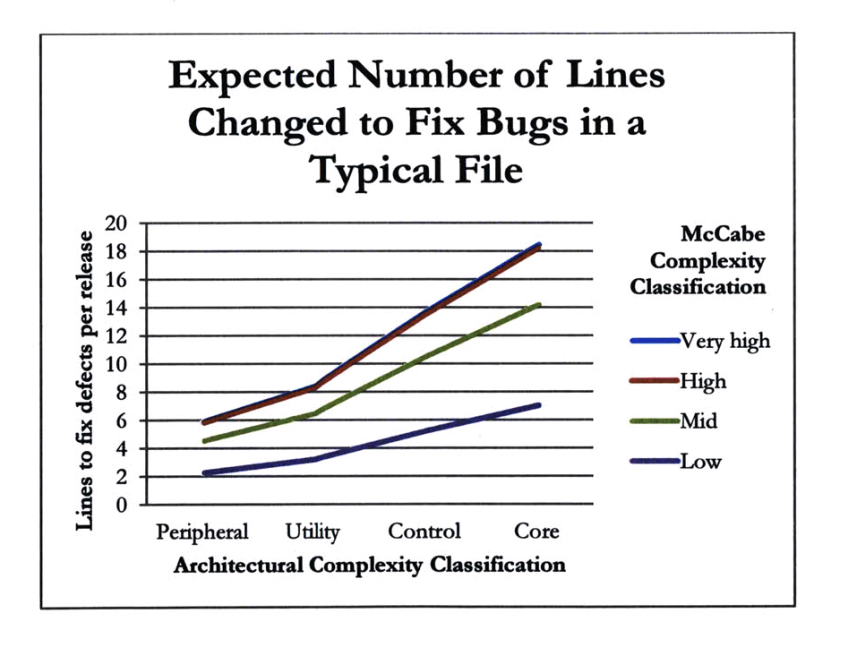 Expected Number of Lines
Changed to Fix Bugs in a
Typical File
Lines to fix defects per release
20
18
16
14
12
10
8
6
4
2
0
Peripheral Utility Control Core
Architectural Complexity Classification
McCabe
Complexity
Classification
Very high
High
Mid
Low